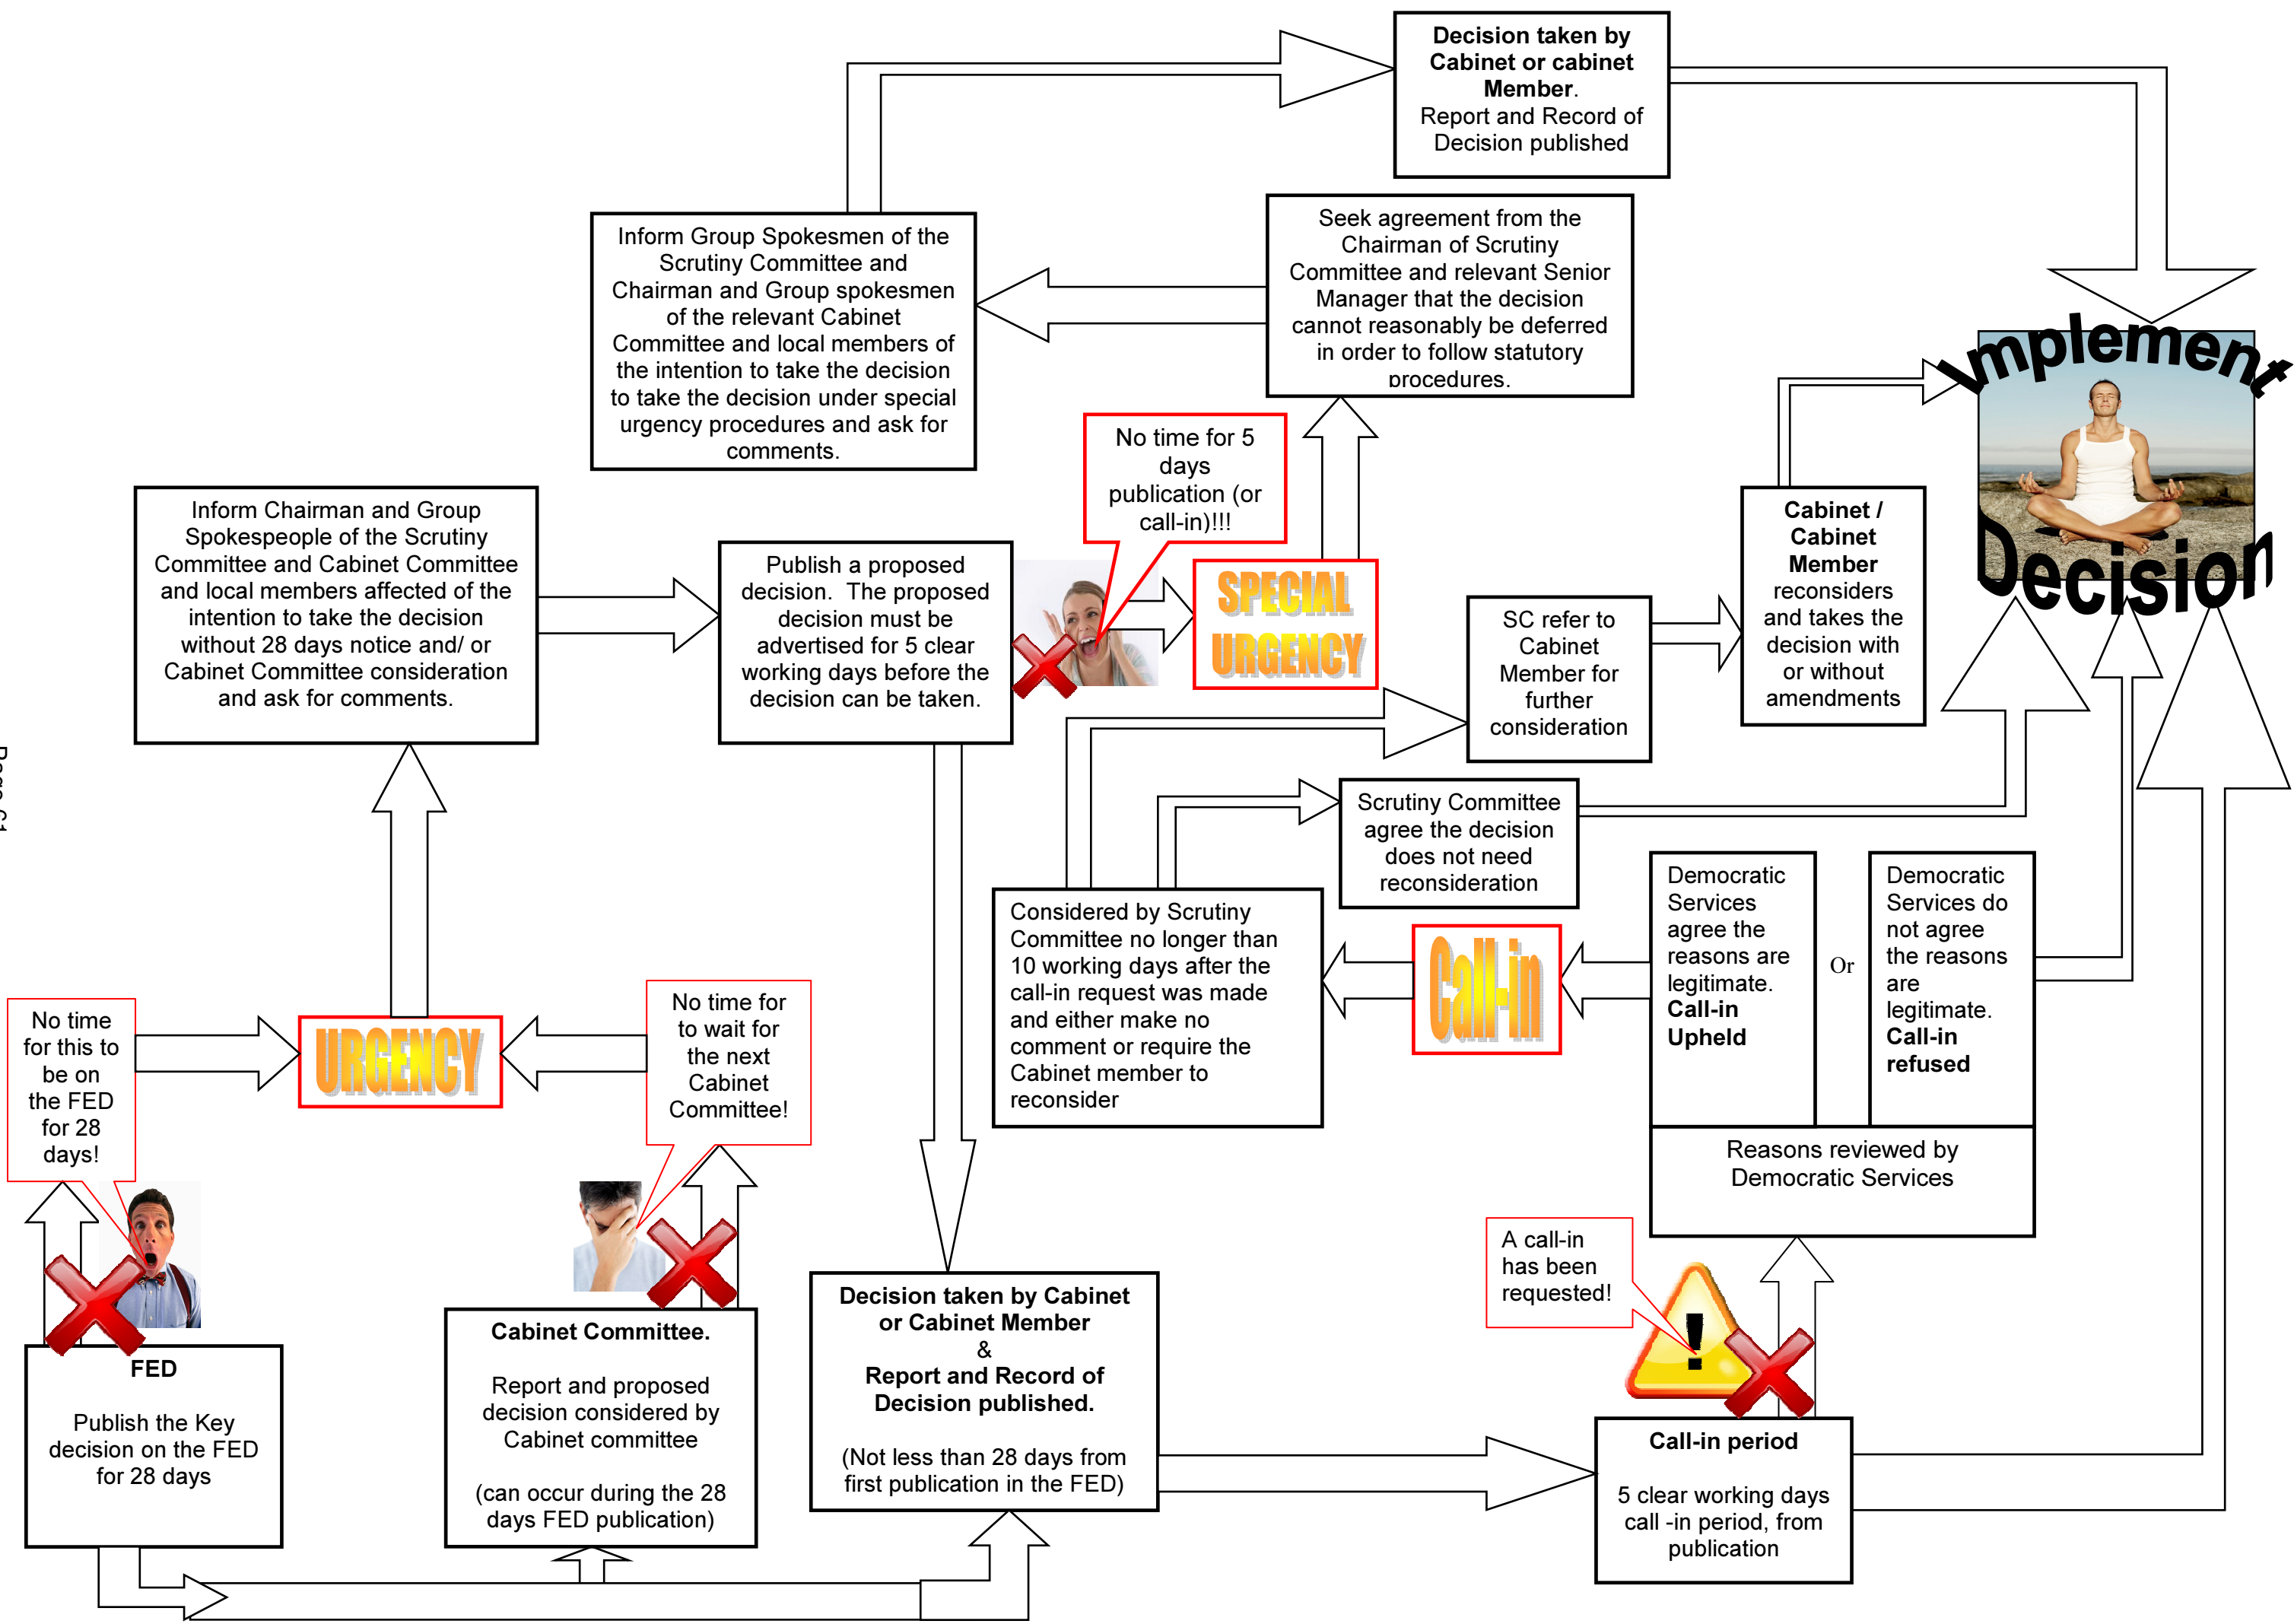 Decision taken by
Cabinet or cabinet
Member.
Report and Record of
Decision published
Inform Group Spokesmen of the
Scrutiny Committee and
Chairman and Group spokesmen
of the relevant Cabinet
Committee and local members of
the intention to take the decision
to take the decision under special
urgency procedures and ask for
comments.
Seek agreement from the
Chairman of Scrutiny
Committee and relevant Senior
Manager that the decision
cannot reasonably be deferred
in order to follow statutory
procedures.
Implement
Decision
No time for 5
days
publication (or
call-in)!!!
Inform Chairman and Group
Spokespeople of the Scrutiny
Committee and Cabinet Committee
and local members affected of the
intention to take the decision
without 28 days notice and/ or
Cabinet Committee consideration
and ask for comments.
Publish a proposed
decision. The proposed
decision must be
advertised for 5 clear
working days before the
decision can be taken.
SPECIAL
URGENCY
SC refer to
Cabinet
Member for
further
consideration
Cabinet /
Cabinet
Member
reconsiders
and takes the
decision with
or without
amendments
Scrutiny Committee
agree the decision
does not need
reconsideration
Considered by Scrutiny
Committee no longer than
10 working days after the
call-in request was made
and either make no
comment or require the
Cabinet member to
reconsider
Call-in
Democratic
Services
agree the
reasons are
legitimate.
Call-in
Upheld
Or
Democratic
Services do
not agree
the reasons
are
legitimate.
Call-in
refused
Reasons reviewed by
Democratic Services
No time
for this to
be on
the FED
for 28
days!
URGENCY
No time for
to wait for
the next
Cabinet
Committee!
A call-in
has been
requested!
FED
Publish the Key
decision on the FED
for 28 days
Cabinet Committee.
Report and proposed
decision considered by
Cabinet committee
(can occur during the 28
days FED publication)
Decision taken by Cabinet
or Cabinet Member
&
Report and Record of
Decision published.
(Not less than 28 days from
first publication in the FED)
Call-in period
5 clear working days
call -in period, from
publication